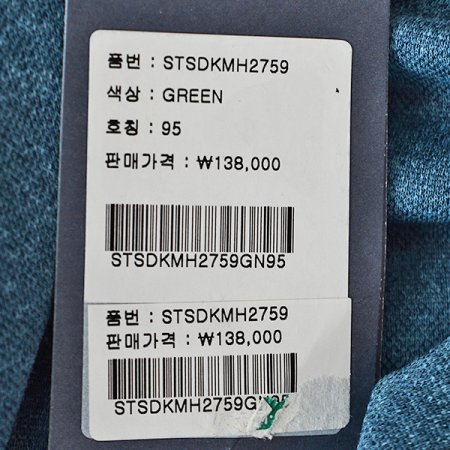 품번 : STSDKMH2759
색상 : GREEN
호칭 : 95
판매가격 : ₩138,000
STSDKMH2759GN95
품번 : STSDKMH2759
판매가격 : ₩138,000
STSDKMH2759GN95